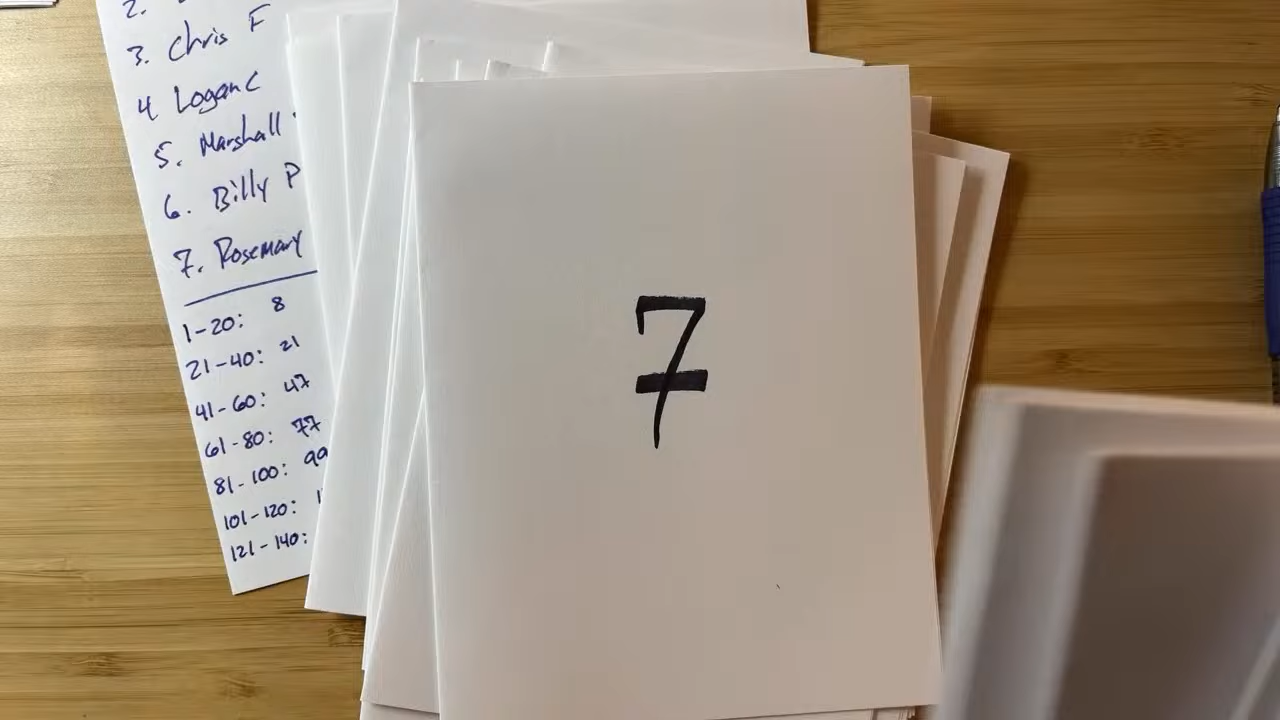 2.
3. Chris F
4. Logan C
5. Marshall
6. Billy P
7. Rosemary
1-20: 8
21-40: 21
41-60: 47
61-80: 77
81-100: 99
101-120:
121-140:
7